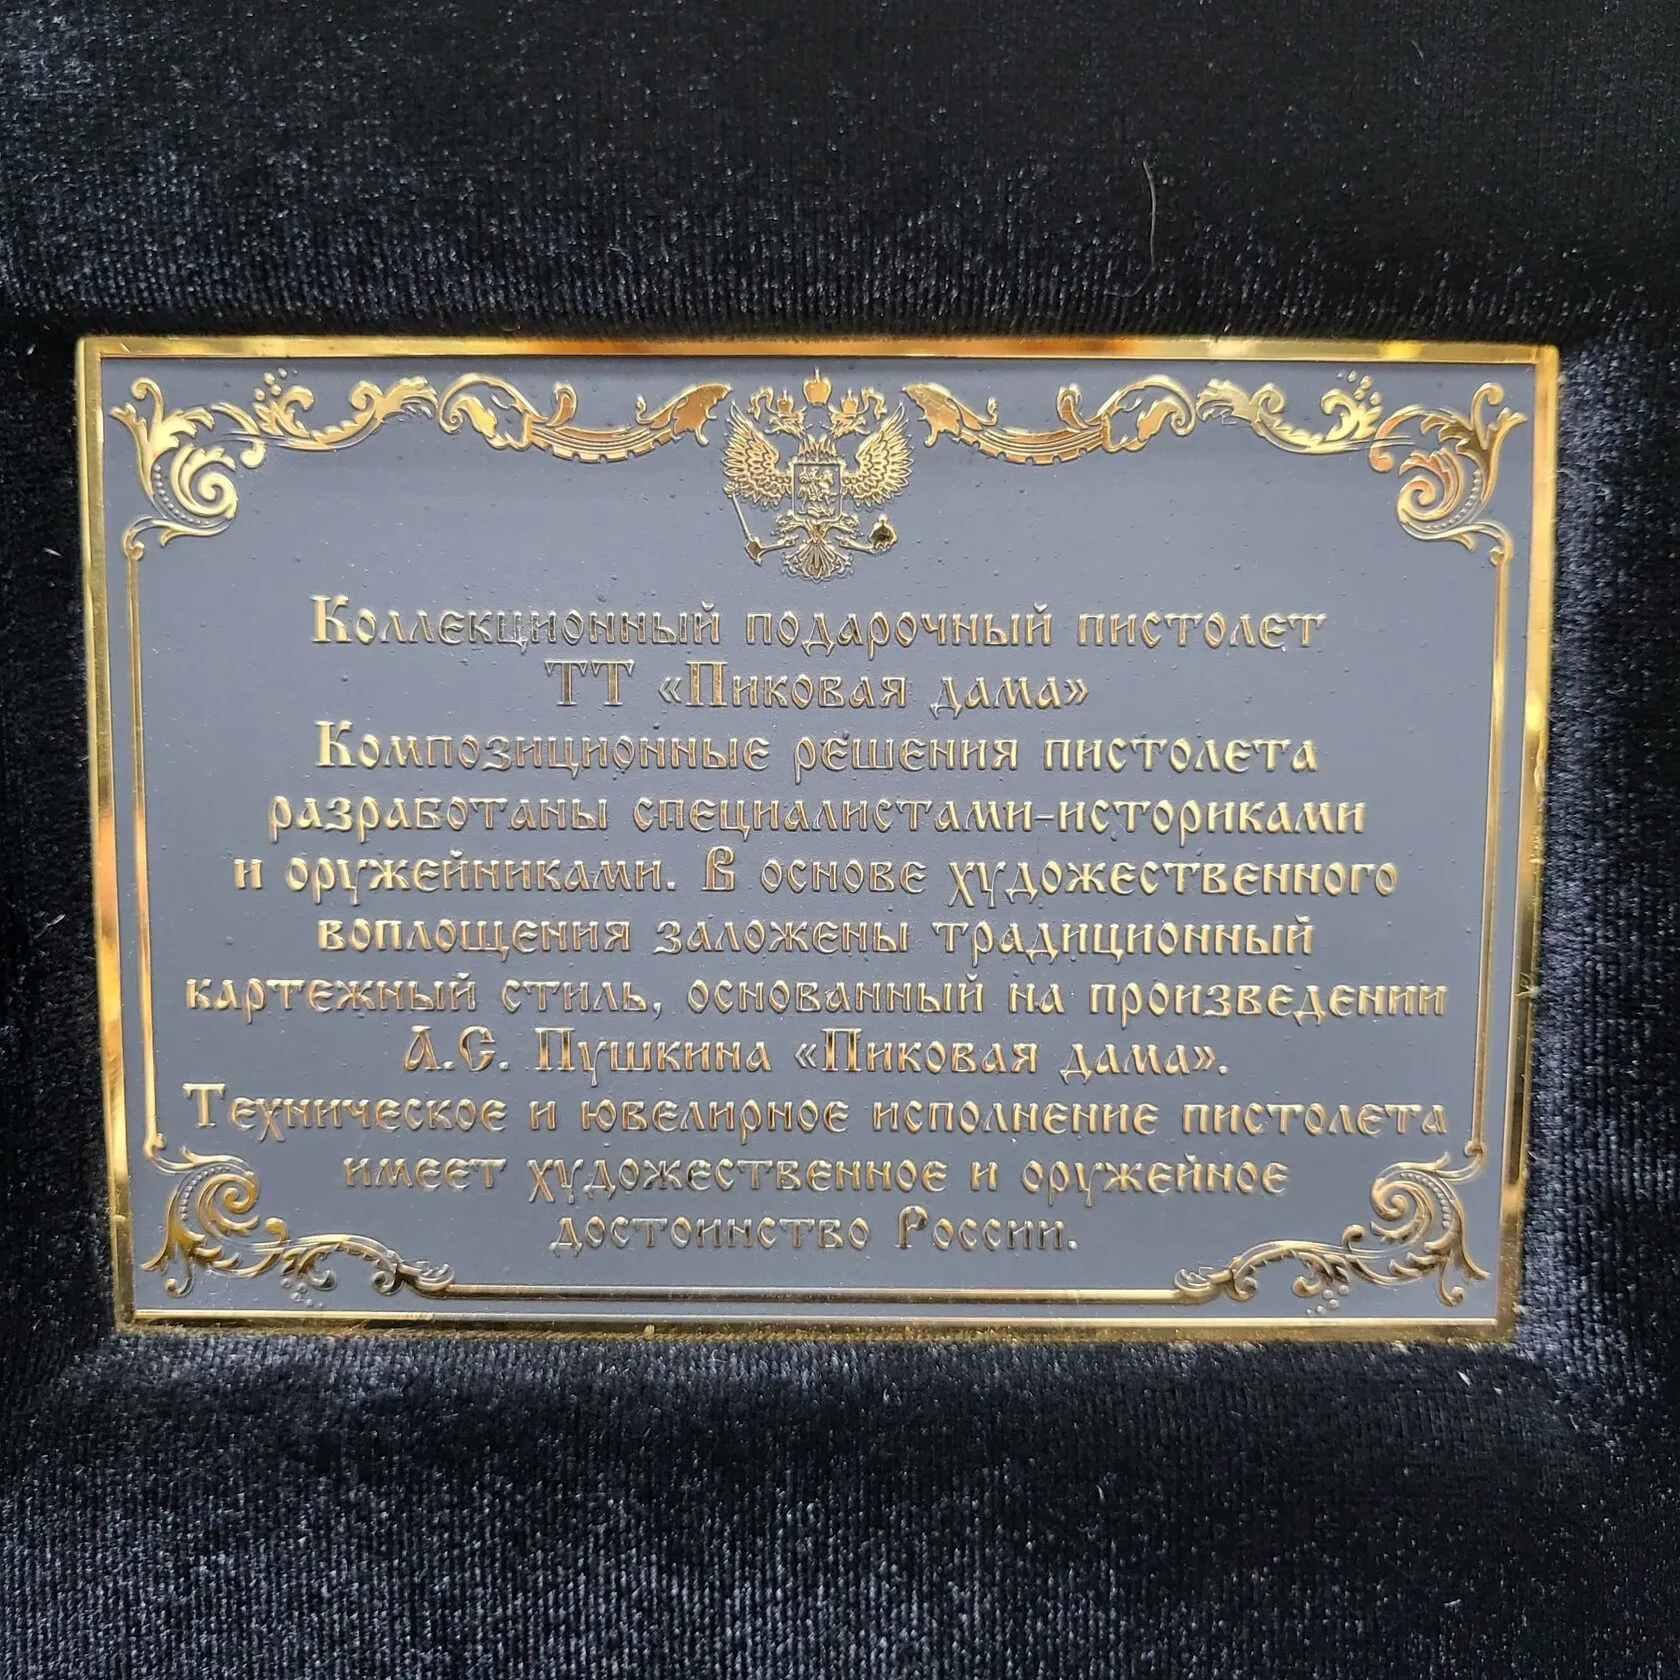 Коллекционный подарочный пистолет
ТТ «Пиковая дама»
Композиционные решения пистолета
разработаны специалистами-историками
и оружейниками. В основе художественного
воплощения заложены традиционный
картежный стиль, основанный на произведении
А.С. Пушкина «Пиковая дама».
Техническое и ювелирное исполнение пистолета
имеет художественное и оружейное
достоинство России.